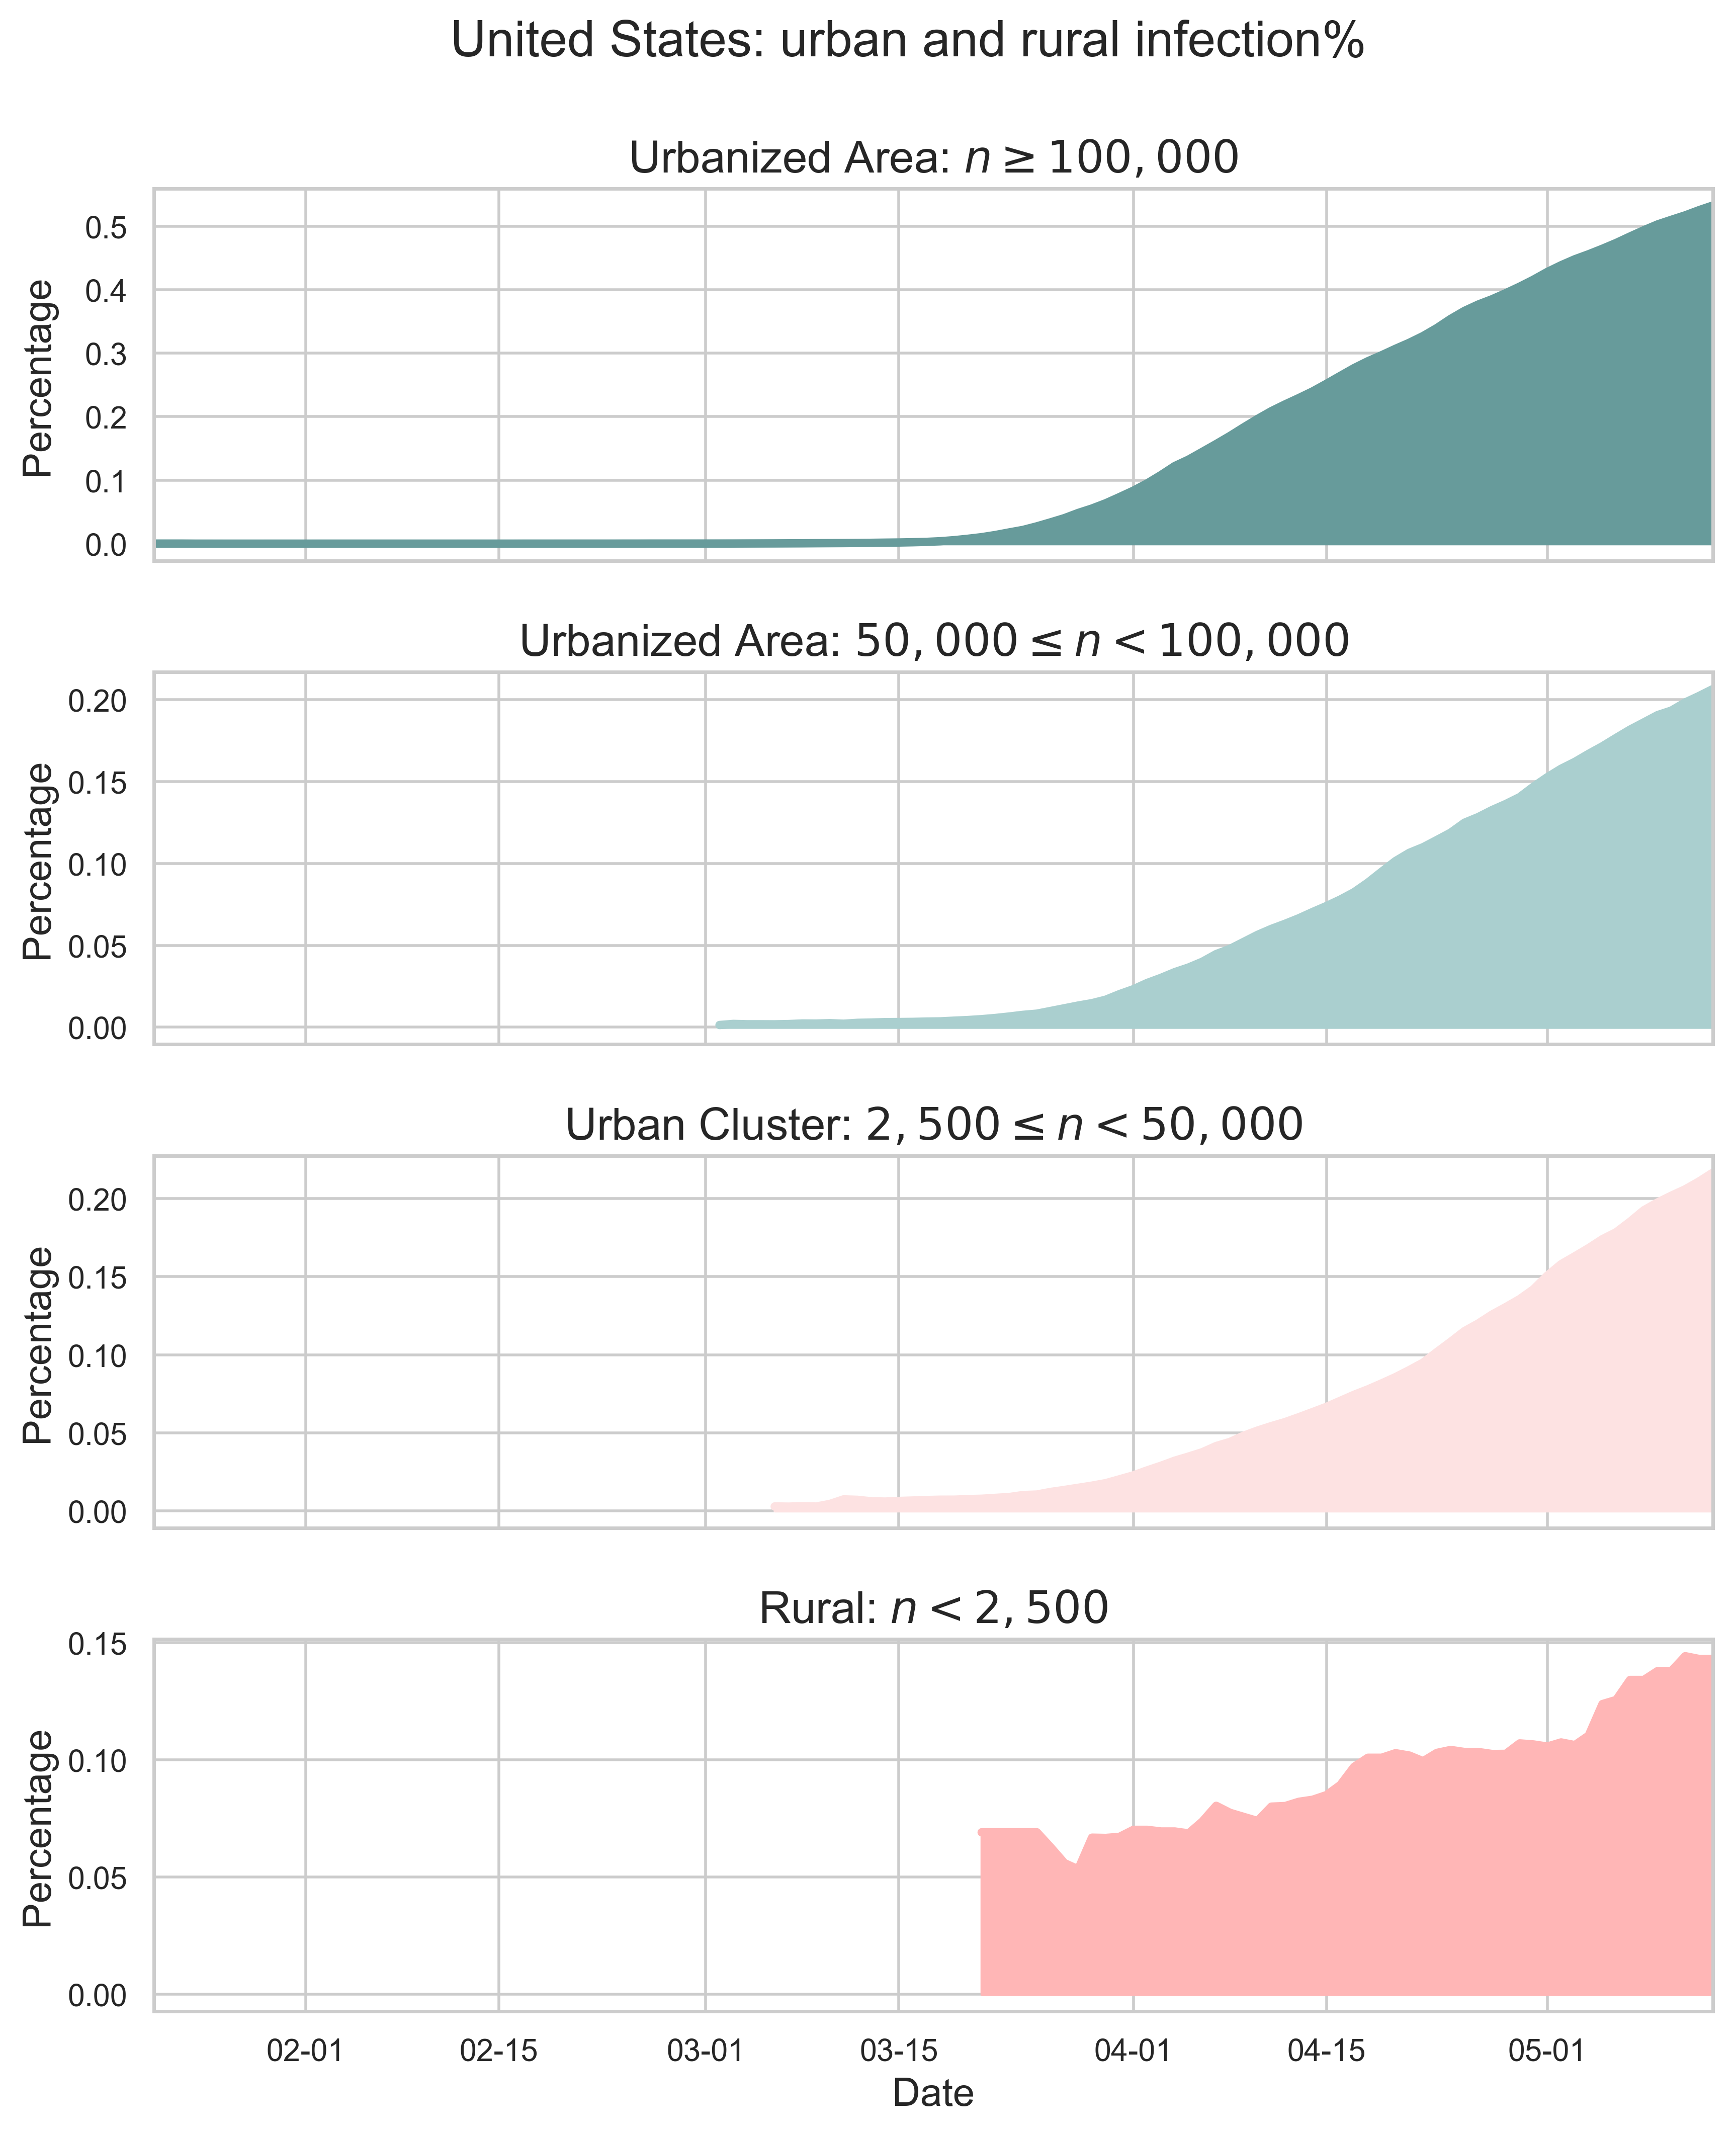 United States: urban and rural infection%
Urbanized Area: n ≥ 100, 000
Percentage
0.5
0.4
0.3
0.2
0.1
0.0
Urbanized Area: 50, 000 ≤ n < 100, 000
Percentage
0.20
0.15
0.10
0.05
0.00
Urban Cluster: 2, 500 ≤ n < 50, 000
Percentage
0.20
0.15
0.10
0.05
0.00
Rural: n < 2, 500
Percentage
0.15
0.10
0.05
0.00
02-01 02-15 03-01 03-15 04-01 04-15 05-01
Date